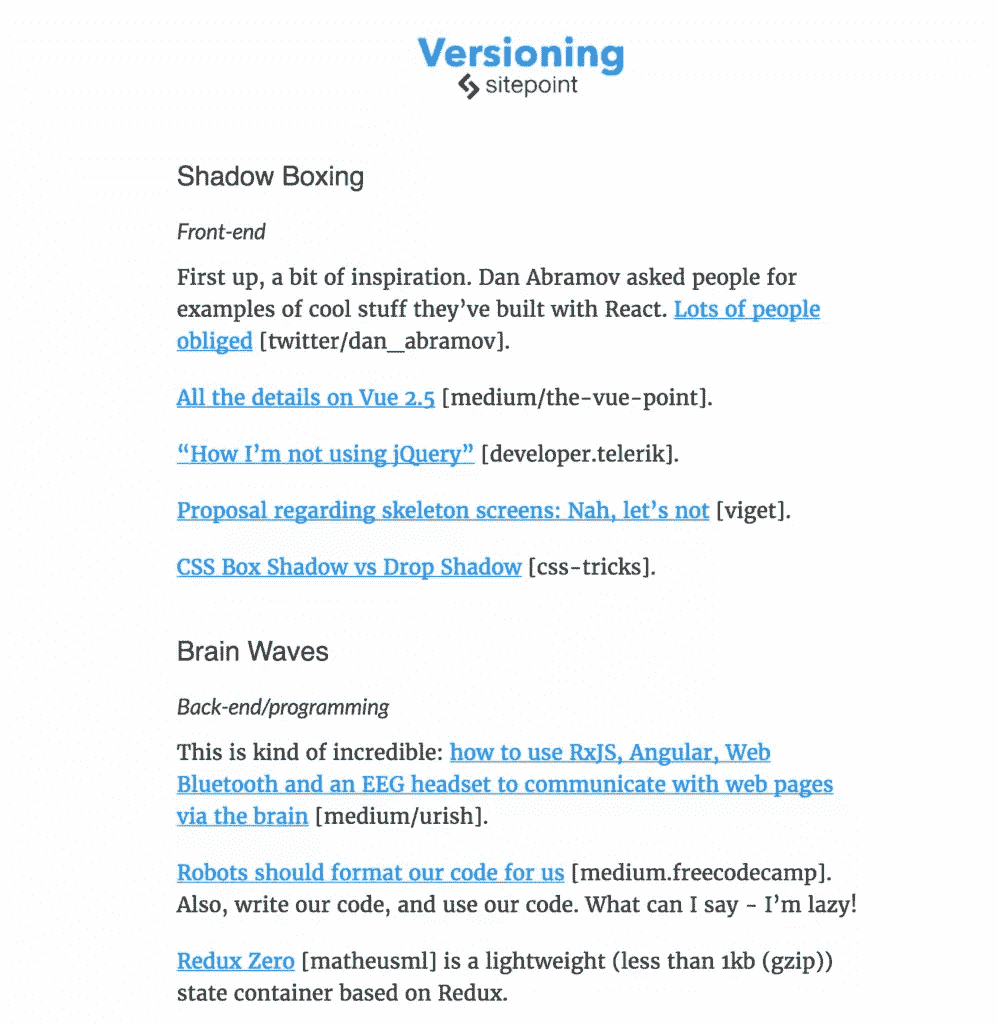 Versioning
sitepoint
Shadow Boxing
Front-end
First up, a bit of inspiration. Dan Abramov asked people for
examples of cool stuff they’ve built with React. Lots of people
obliged [twitter/dan_abramov].
All the details on Vue 2.5 [medium/the-vue-point].
“How I’m not using jQuery” [developer.telerik].
Proposal regarding skeleton screens: Nah, let’s not [viget].
CSS Box Shadow vs Drop Shadow [css-tricks].
Brain Waves
Back-end/programming
This is kind of incredible: how to use RxJS, Angular, Web
Bluetooth and an EEG headset to communicate with web pages
via the brain [medium/urish].
Robots should format our code for us [medium.freecodecamp].
Also, write our code, and use our code. What can I say - I’m lazy!
Redux Zero [matheusml] is a lightweight (less than 1kb (gzip))
state container based on Redux.